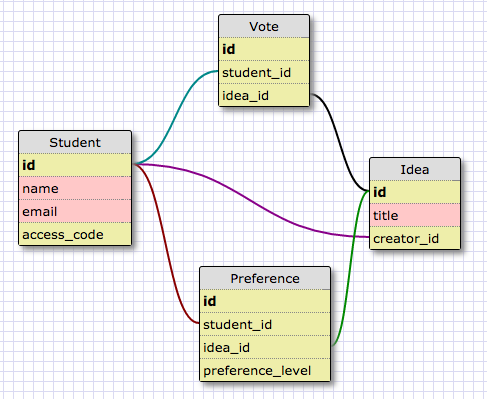 Vote
id
student_id
idea_id
Student
id
name
email
access_code
Idea
id
title
creator_id
Preference
id
student_id
idea_id
preference_level